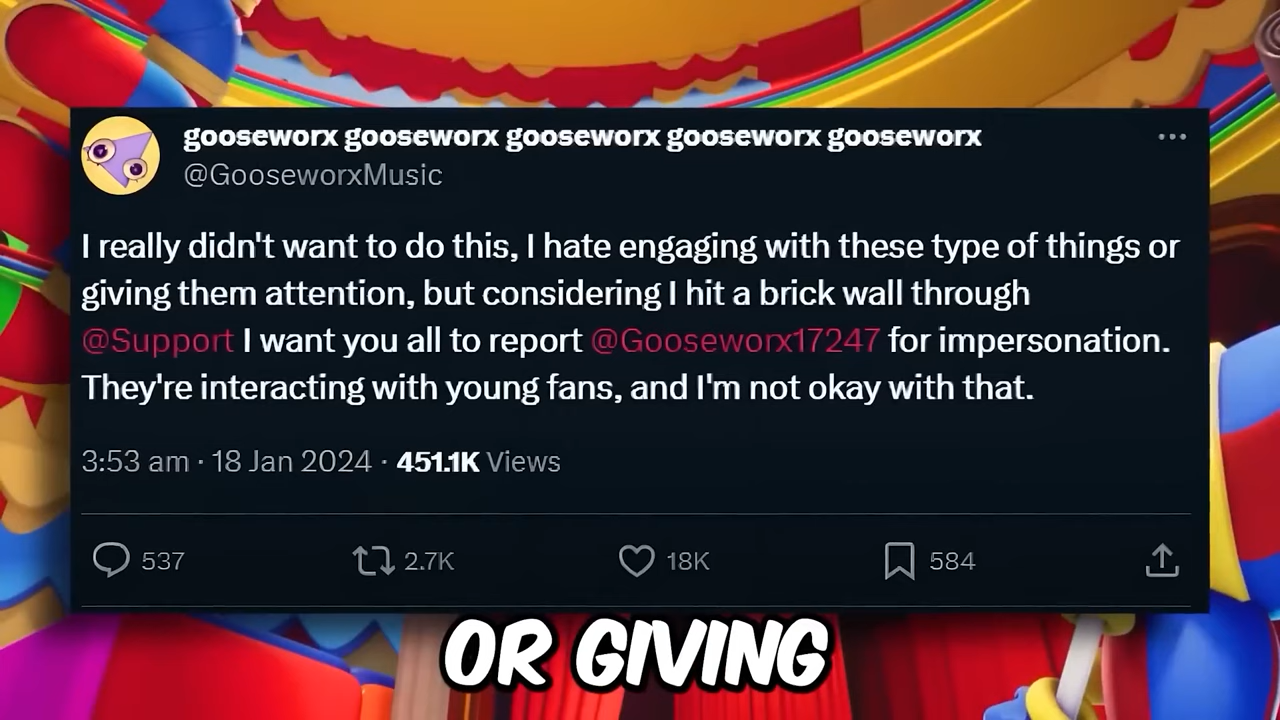 gooseworx gooseworx gooseworx gooseworx gooseworx
@GooseworxMusic
I really didn't want to do this, I hate engaging with these type of things or
giving them attention, but considering I hit a brick wall through
@Support I want you all to report @Gooseworx17247 for impersonation.
They're interacting with young fans, and I'm not okay with that.
3:53 am · 18 Jan 2024 · 451.1K Views
537 2.7K 18K 584
OR GIVING